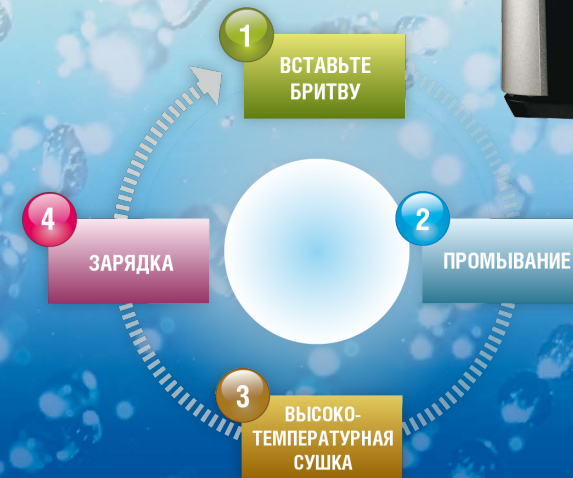 1
ВСТАВЬТЕ
БРИТВУ
2
ПРОМЫВАНИЕ
3
ВЫСОКО-
ТЕМПЕРАТУРНАЯ
СУШКА
4
ЗАРЯДКА